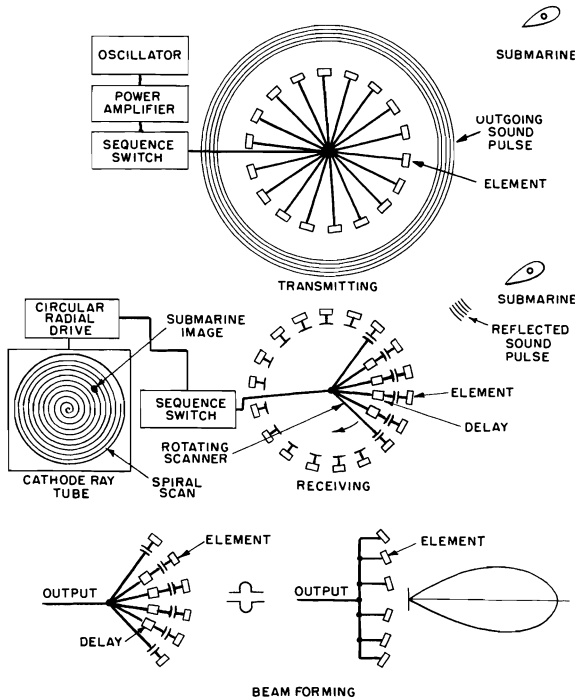 SUBMARINE
OSCILLATOR
POWER
AMPLIFIER
SEQUENCE
SWITCH
OUTGOING
SOUND
PULSE
ELEMENT
TRANSMITTING
SUBMARINE
REFLECTED
SOUND
PULSE
CIRCULAR
RADIAL
DRIVE
SUBMARINE
IMAGE
SEQUENCE
SWITCH
ELEMENT
DELAY
ROTATING
SCANNER
RECEIVING
CATHODE RAY
TUBE
SPIRAL
SCAN
ELEMENT
OUTPUT
DELAY
ELEMENT
OUTPUT
BEAM FORMING